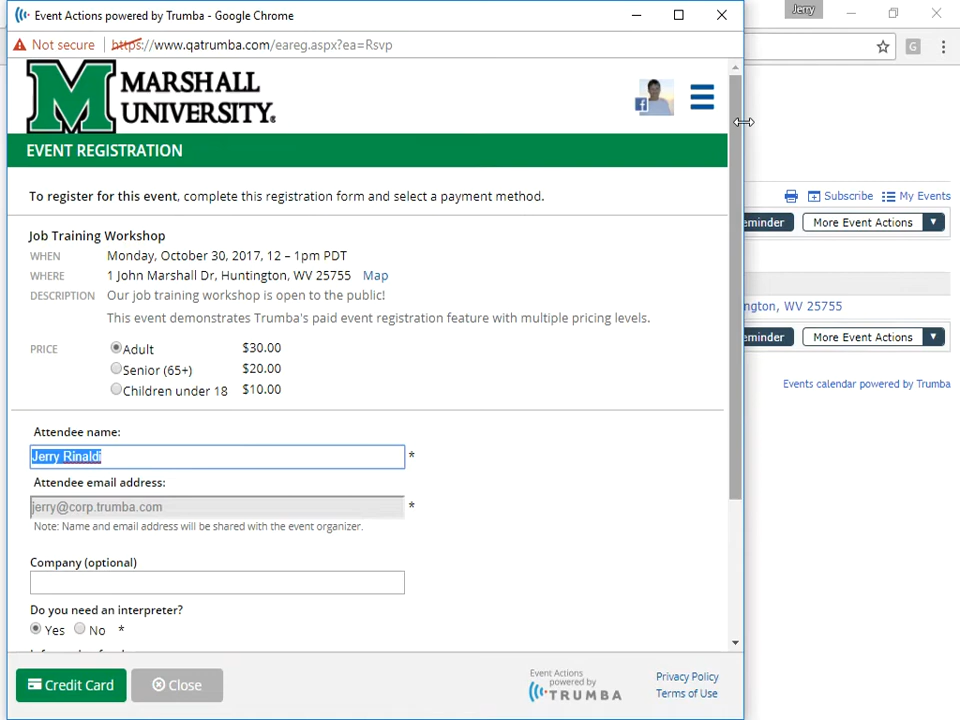 Event Actions powered by Trumba - Google Chrome
Jerry
Not secure https://www.qatrumba.com/eareg.aspx?ea=Rsvp
MARSHALL
UNIVERSITY®
EVENT REGISTRATION
To register for this event, complete this registration form and select a payment method.
Subscribe My Events
More Event Actions
Job Training Workshop
WHEN Monday, October 30, 2017, 12 – 1pm PDT
WHERE 1 John Marshall Dr, Huntington, WV 25755 Map
DESCRIPTION Our job training workshop is open to the public!
This event demonstrates Trumba's paid event registration feature with multiple pricing levels.
ngton, WV 25755
eminder More Event Actions
PRICE Adult $30.00
Senior (65+) $20.00
Children under 18 $10.00
Events calendar powered by Trumba
Attendee name:
Jerry Rinaldi *
Attendee email address:
jerry@corp.trumba.com *
Note: Name and email address will be shared with the event organizer.
Company (optional)
Do you need an interpreter?
Yes No *
Credit Card Close
Event Actions
powered by
TRUMBA
Privacy Policy
Terms of Use